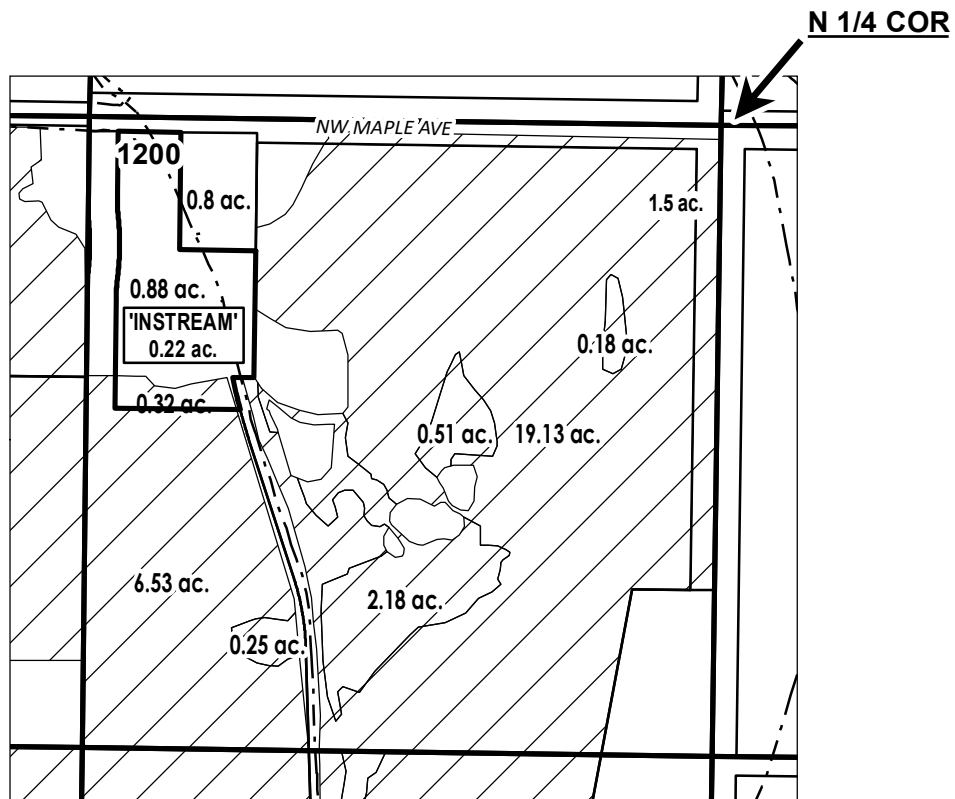 N 1/4 COR
NW MAPLE AVE
1200
0.8 ac.
1.5 ac.
0.88 ac.
'INSTREAM'
0.22 ac.
0.18 ac.
0.32 ac.
0.51 ac.
19.13 ac.
6.53 ac.
2.18 ac.
0.25 ac.